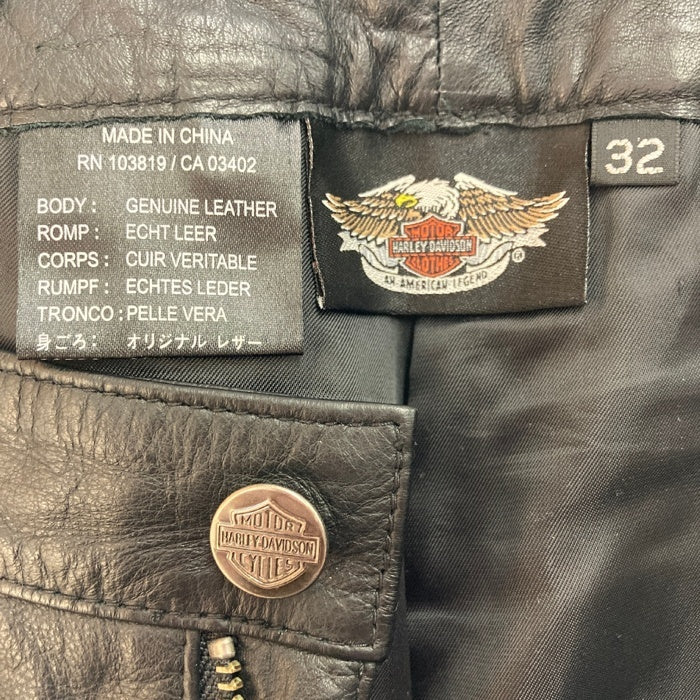 MADE IN CHINA
RN 103819 / CA 03402
BODY : GENUINE LEATHER
ROMP : ECHT LEER
CORPS : CUIR VERITABLE
RUMPF : ECHTES LEDER
TRONCO : PELLE VERA
身ごろ : オリジナル レザー
MOTOR
HARLEY-DAVIDSON
CLOTHES
AN AMERICAN LEGEND
32
MOTOR
HARLEY-DAVIDSON
CYCLES